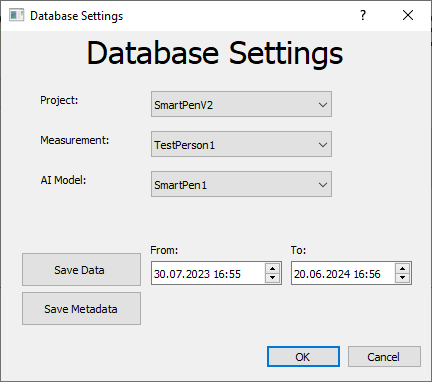 Database Settings
Database Settings
Project:
SmartPenV2
Measurement:
TestPerson1
AI Model:
SmartPen1
From:
To:
Save Data
30.07.2023 16:55
20.06.2024 16:56
Save Metadata
OK
Cancel